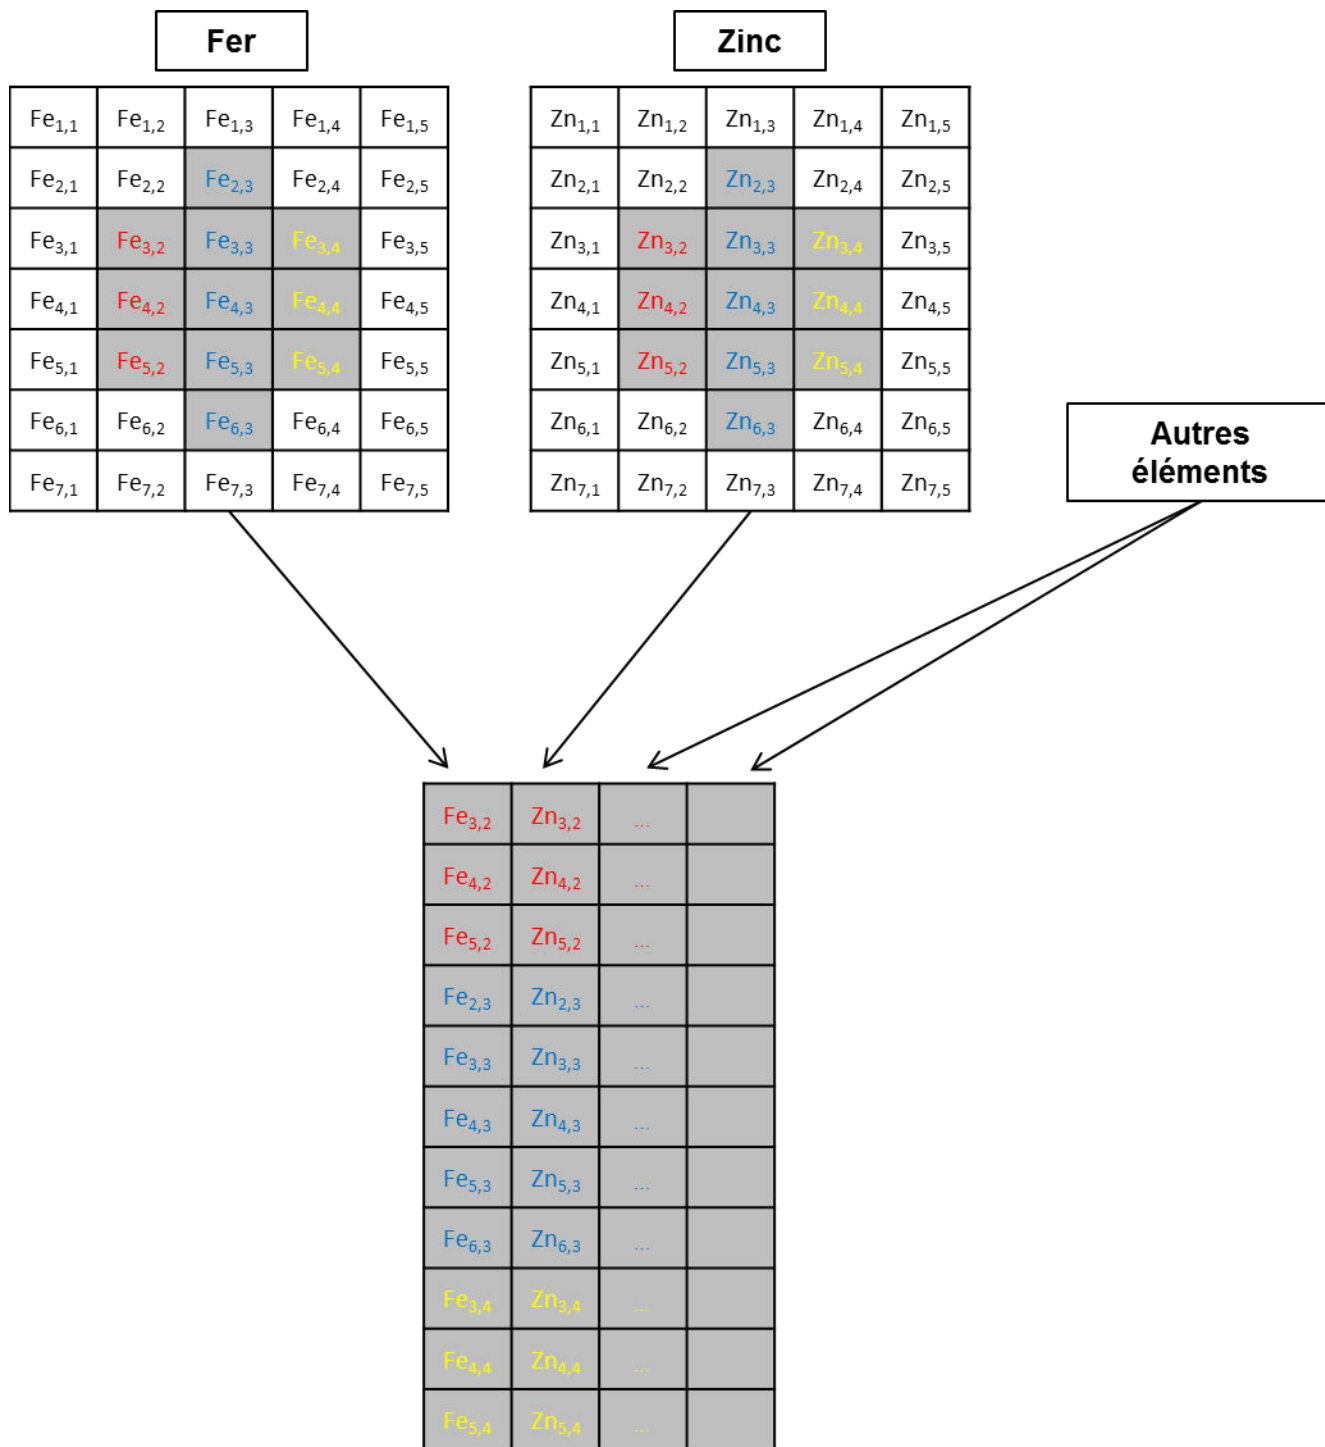 Fer
Zinc
Fe1,1 Fe1,2 Fe1,3 Fe1,4 Fe1,5 Zn1,1 Zn1,2 Zn1,3 Zn1,4 Zn1,5
Fe2,1 Fe2,2 Fe2,3 Fe2,4 Fe2,5 Zn2,1 Zn2,2 Zn2,3 Zn2,4 Zn2,5
Fe3,1 Fe3,2 Fe3,3 Fe3,4 Fe3,5 Zn3,1 Zn3,2 Zn3,3 Zn3,4 Zn3,5
Fe4,1 Fe4,2 Fe4,3 Fe4,4 Fe4,5 Zn4,1 Zn4,2 Zn4,3 Zn4,4 Zn4,5
Fe5,1 Fe5,2 Fe5,3 Fe5,4 Fe5,5 Zn5,1 Zn5,2 Zn5,3 Zn5,4 Zn5,5
Fe6,1 Fe6,2 Fe6,3 Fe6,4 Fe6,5 Zn6,1 Zn6,2 Zn6,3 Zn6,4 Zn6,5
Fe7,1 Fe7,2 Fe7,3 Fe7,4 Fe7,5 Zn7,1 Zn7,2 Zn7,3 Zn7,4 Zn7,5
Autres
éléments
Fe3,2 Zn3,2 ...
Fe4,2 Zn4,2 ...
Fe5,2 Zn5,2 ...
Fe2,3 Zn2,3 ...
Fe3,3 Zn3,3 ...
Fe4,3 Zn4,3 ...
Fe5,3 Zn5,3 ...
Fe6,3 Zn6,3 ...
Fe3,4 Zn3,4 ...
Fe4,4 Zn4,4 ...
Fe5,4 Zn5,4 ...